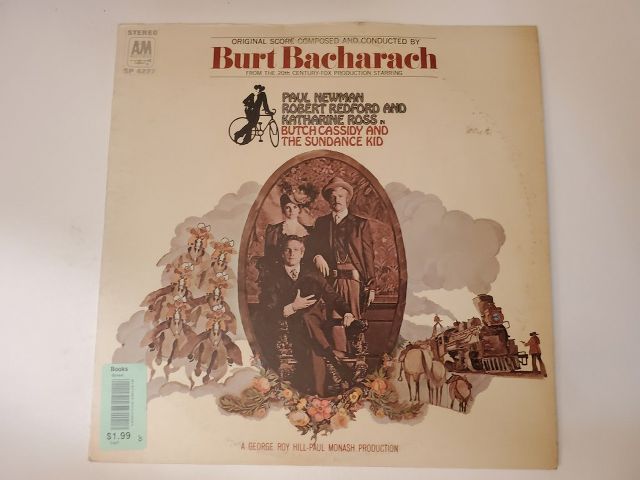 STEREO
A&M
SP 4227
ORIGINAL SCORE COMPOSED AND CONDUCTED BY
Burt Bacharach
FROM THE 20th CENTURY-FOX PRODUCTION STARRING
PAUL NEWMAN
ROBERT REDFORD AND
KATHARINE ROSS IN
BUTCH CASSIDY AND
THE SUNDANCE KID
Books
$1.99
A GEORGE ROY HILL-PAUL MONASH PRODUCTION